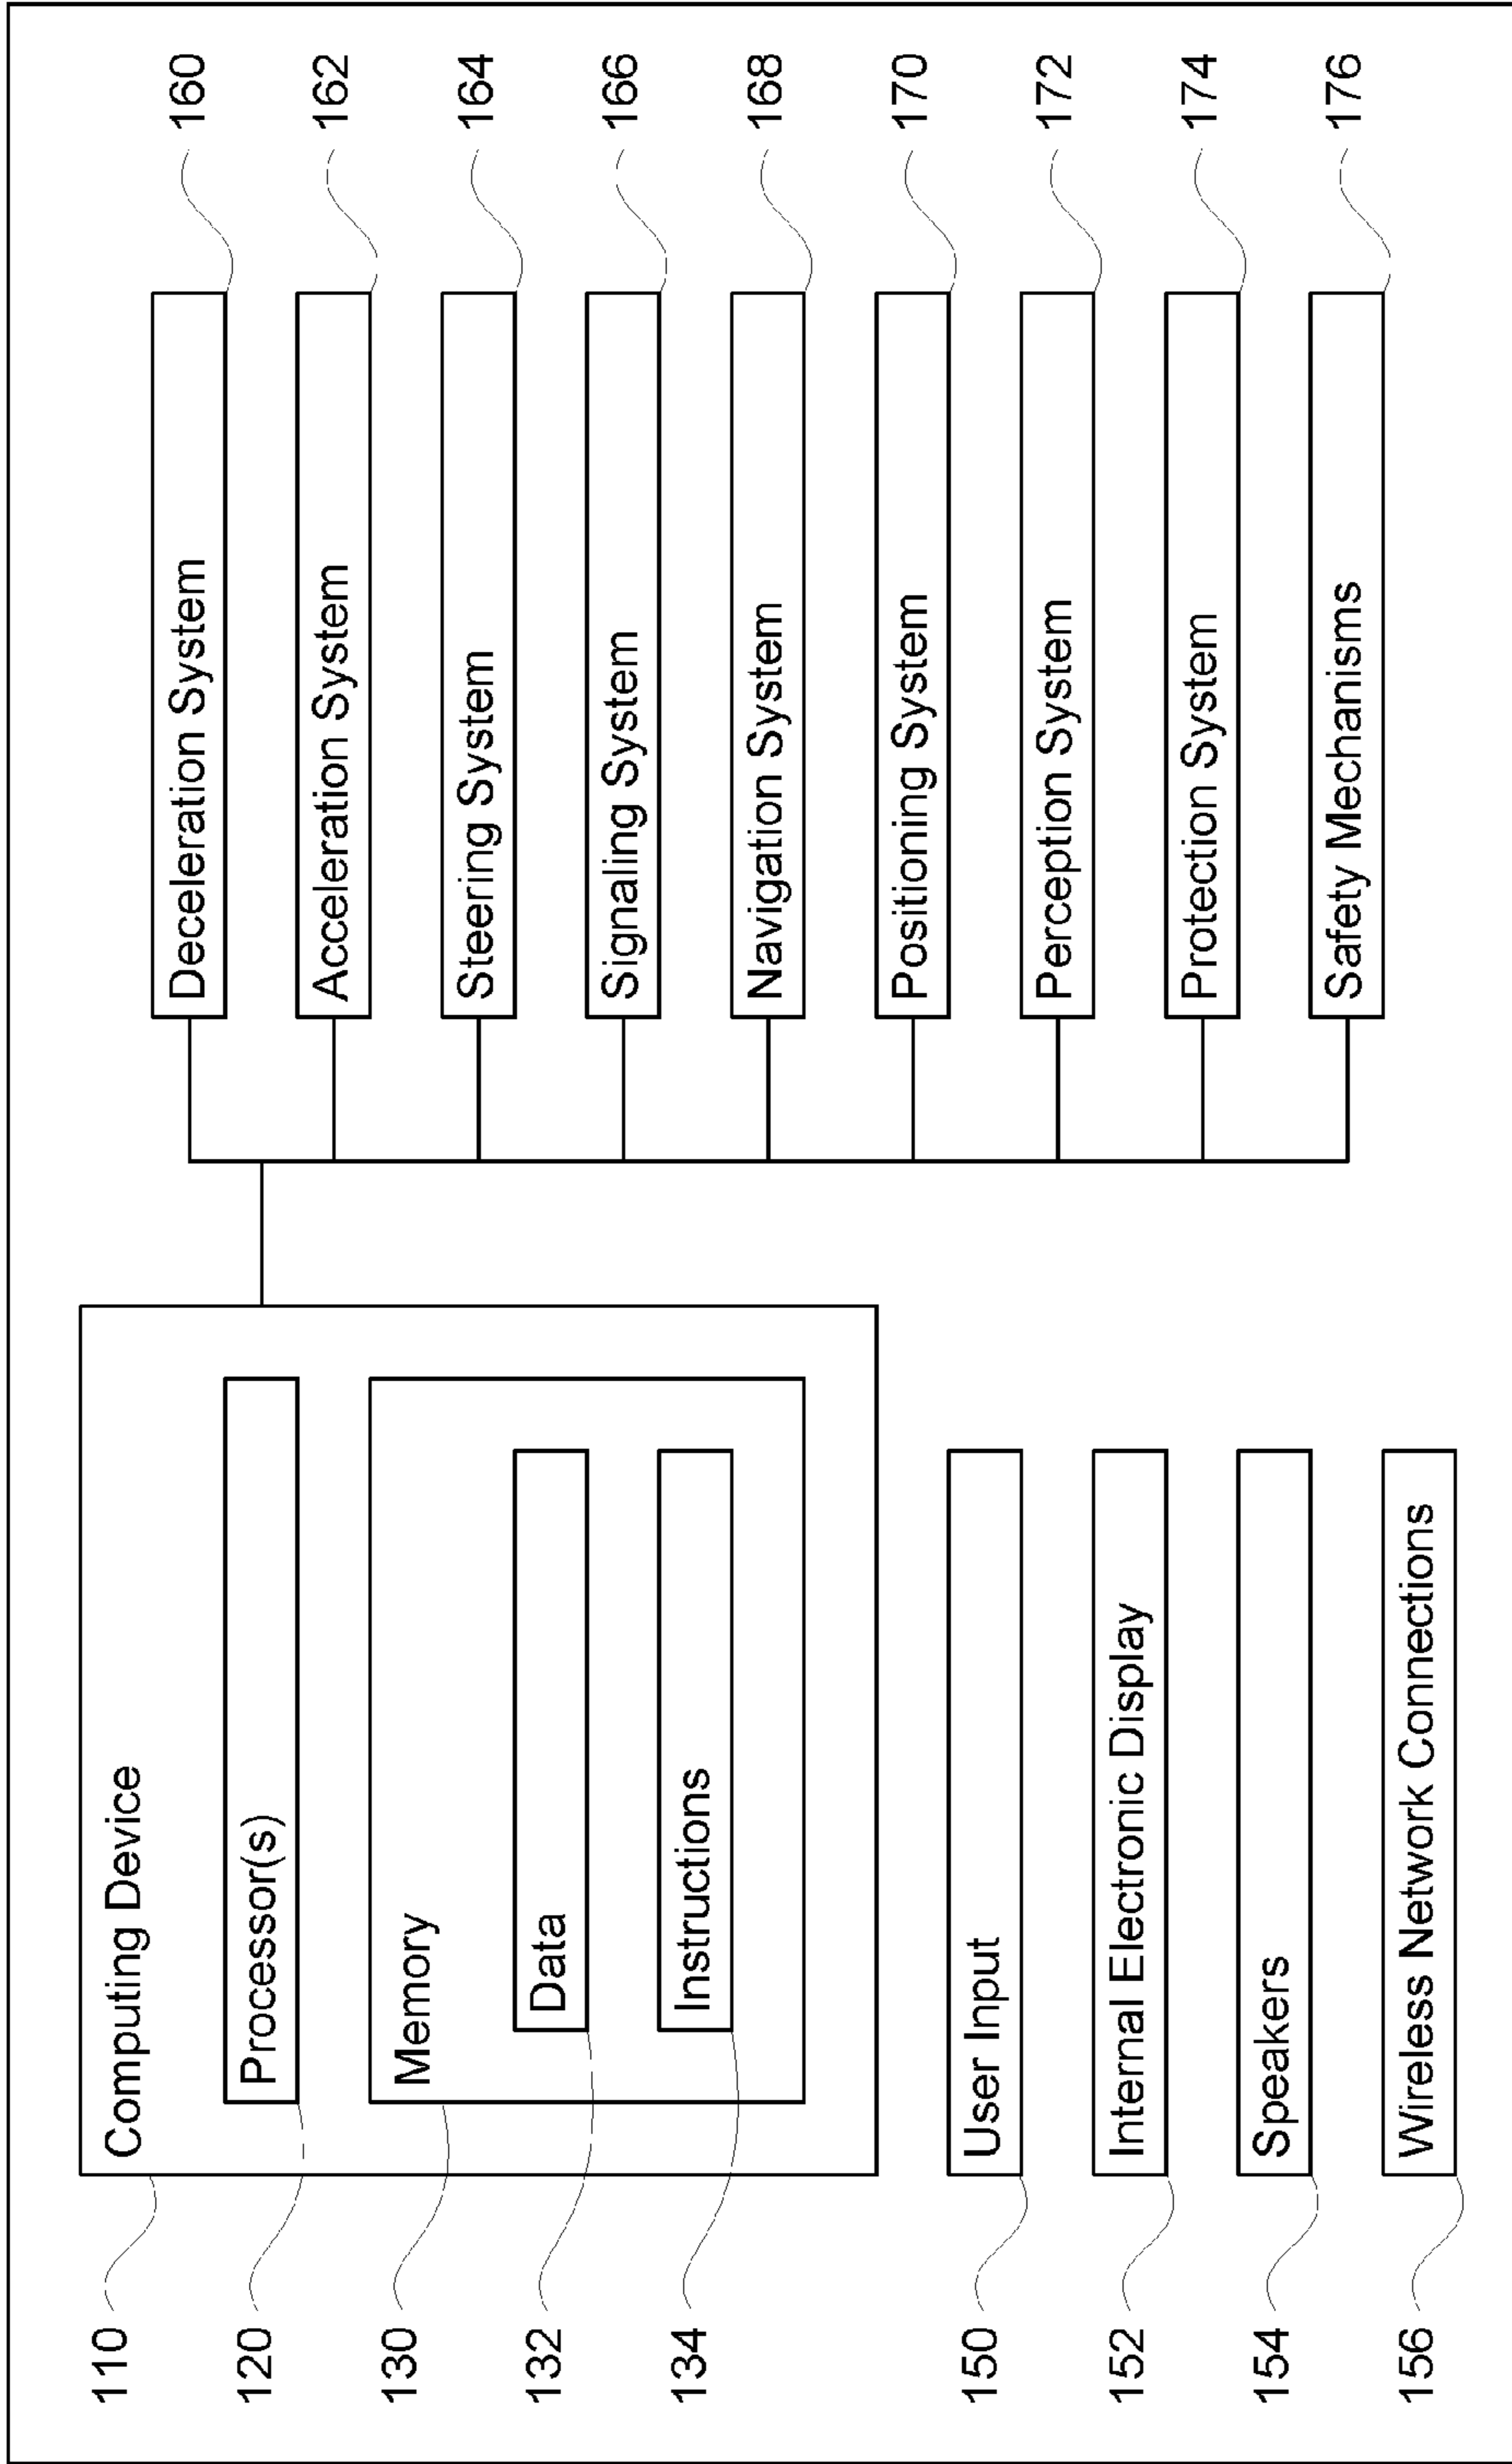 110
Computing Device
120
Processor(s)
130
Memory
132
Data
134
Instructions
150
User Input
152
Internal Electronic Display
154
Speakers
156
Wireless Network Connections
Deceleration System
160
Acceleration System
162
Steering System
164
Signaling System
166
Navigation System
168
Positioning System
170
Perception System
172
Protection System
174
Safety Mechanisms
176